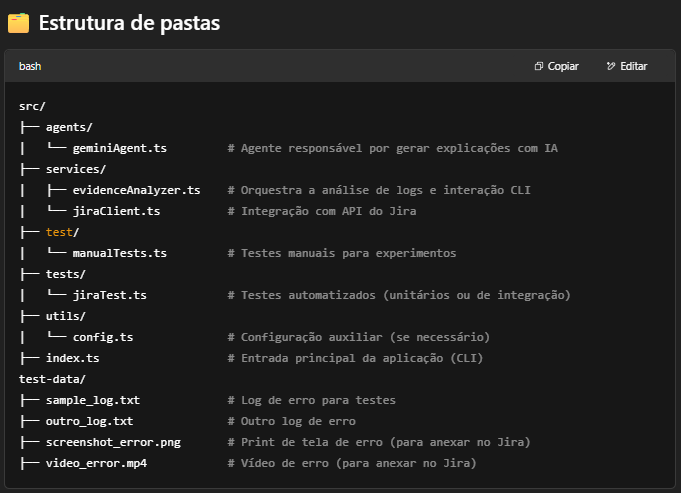 🗂️ Estrutura de pastas
bash Copiar Editar
src/
├── agents/
│   └── geminiAgent.ts         # Agente responsável por gerar explicações com IA
├── services/
│   ├── evidenceAnalyzer.ts    # Orquestra a análise de logs e interação CLI
│   └── jiraClient.ts          # Integração com API do Jira
├── test/
│   └── manualTests.ts         # Testes manuais para experimentos
├── tests/
│   └── jiraTest.ts            # Testes automatizados (unitários ou de integração)
├── utils/
│   └── config.ts              # Configuração auxiliar (se necessário)
├── index.ts                   # Entrada principal da aplicação (CLI)
test-data/
├── sample_log.txt             # Log de erro para testes
├── outro_log.txt              # Outro log de erro
├── screenshot_error.png       # Print de tela de erro (para anexar no Jira)
├── video_error.mp4            # Vídeo de erro (para anexar no Jira)